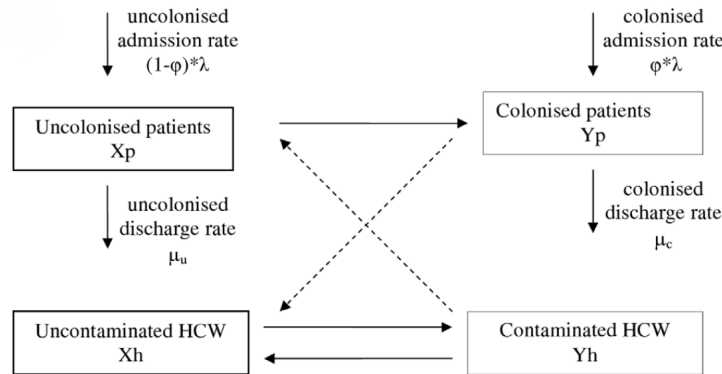 uncolonised
admission rate
(1-φ)*λ
colonised
admission rate
φ*λ
Uncolonised patients
Xp
Colonised patients
Yp
uncolonised
discharge rate
μu
colonised
discharge rate
μc
Uncontaminated HCW
Xh
Contaminated HCW
Yh